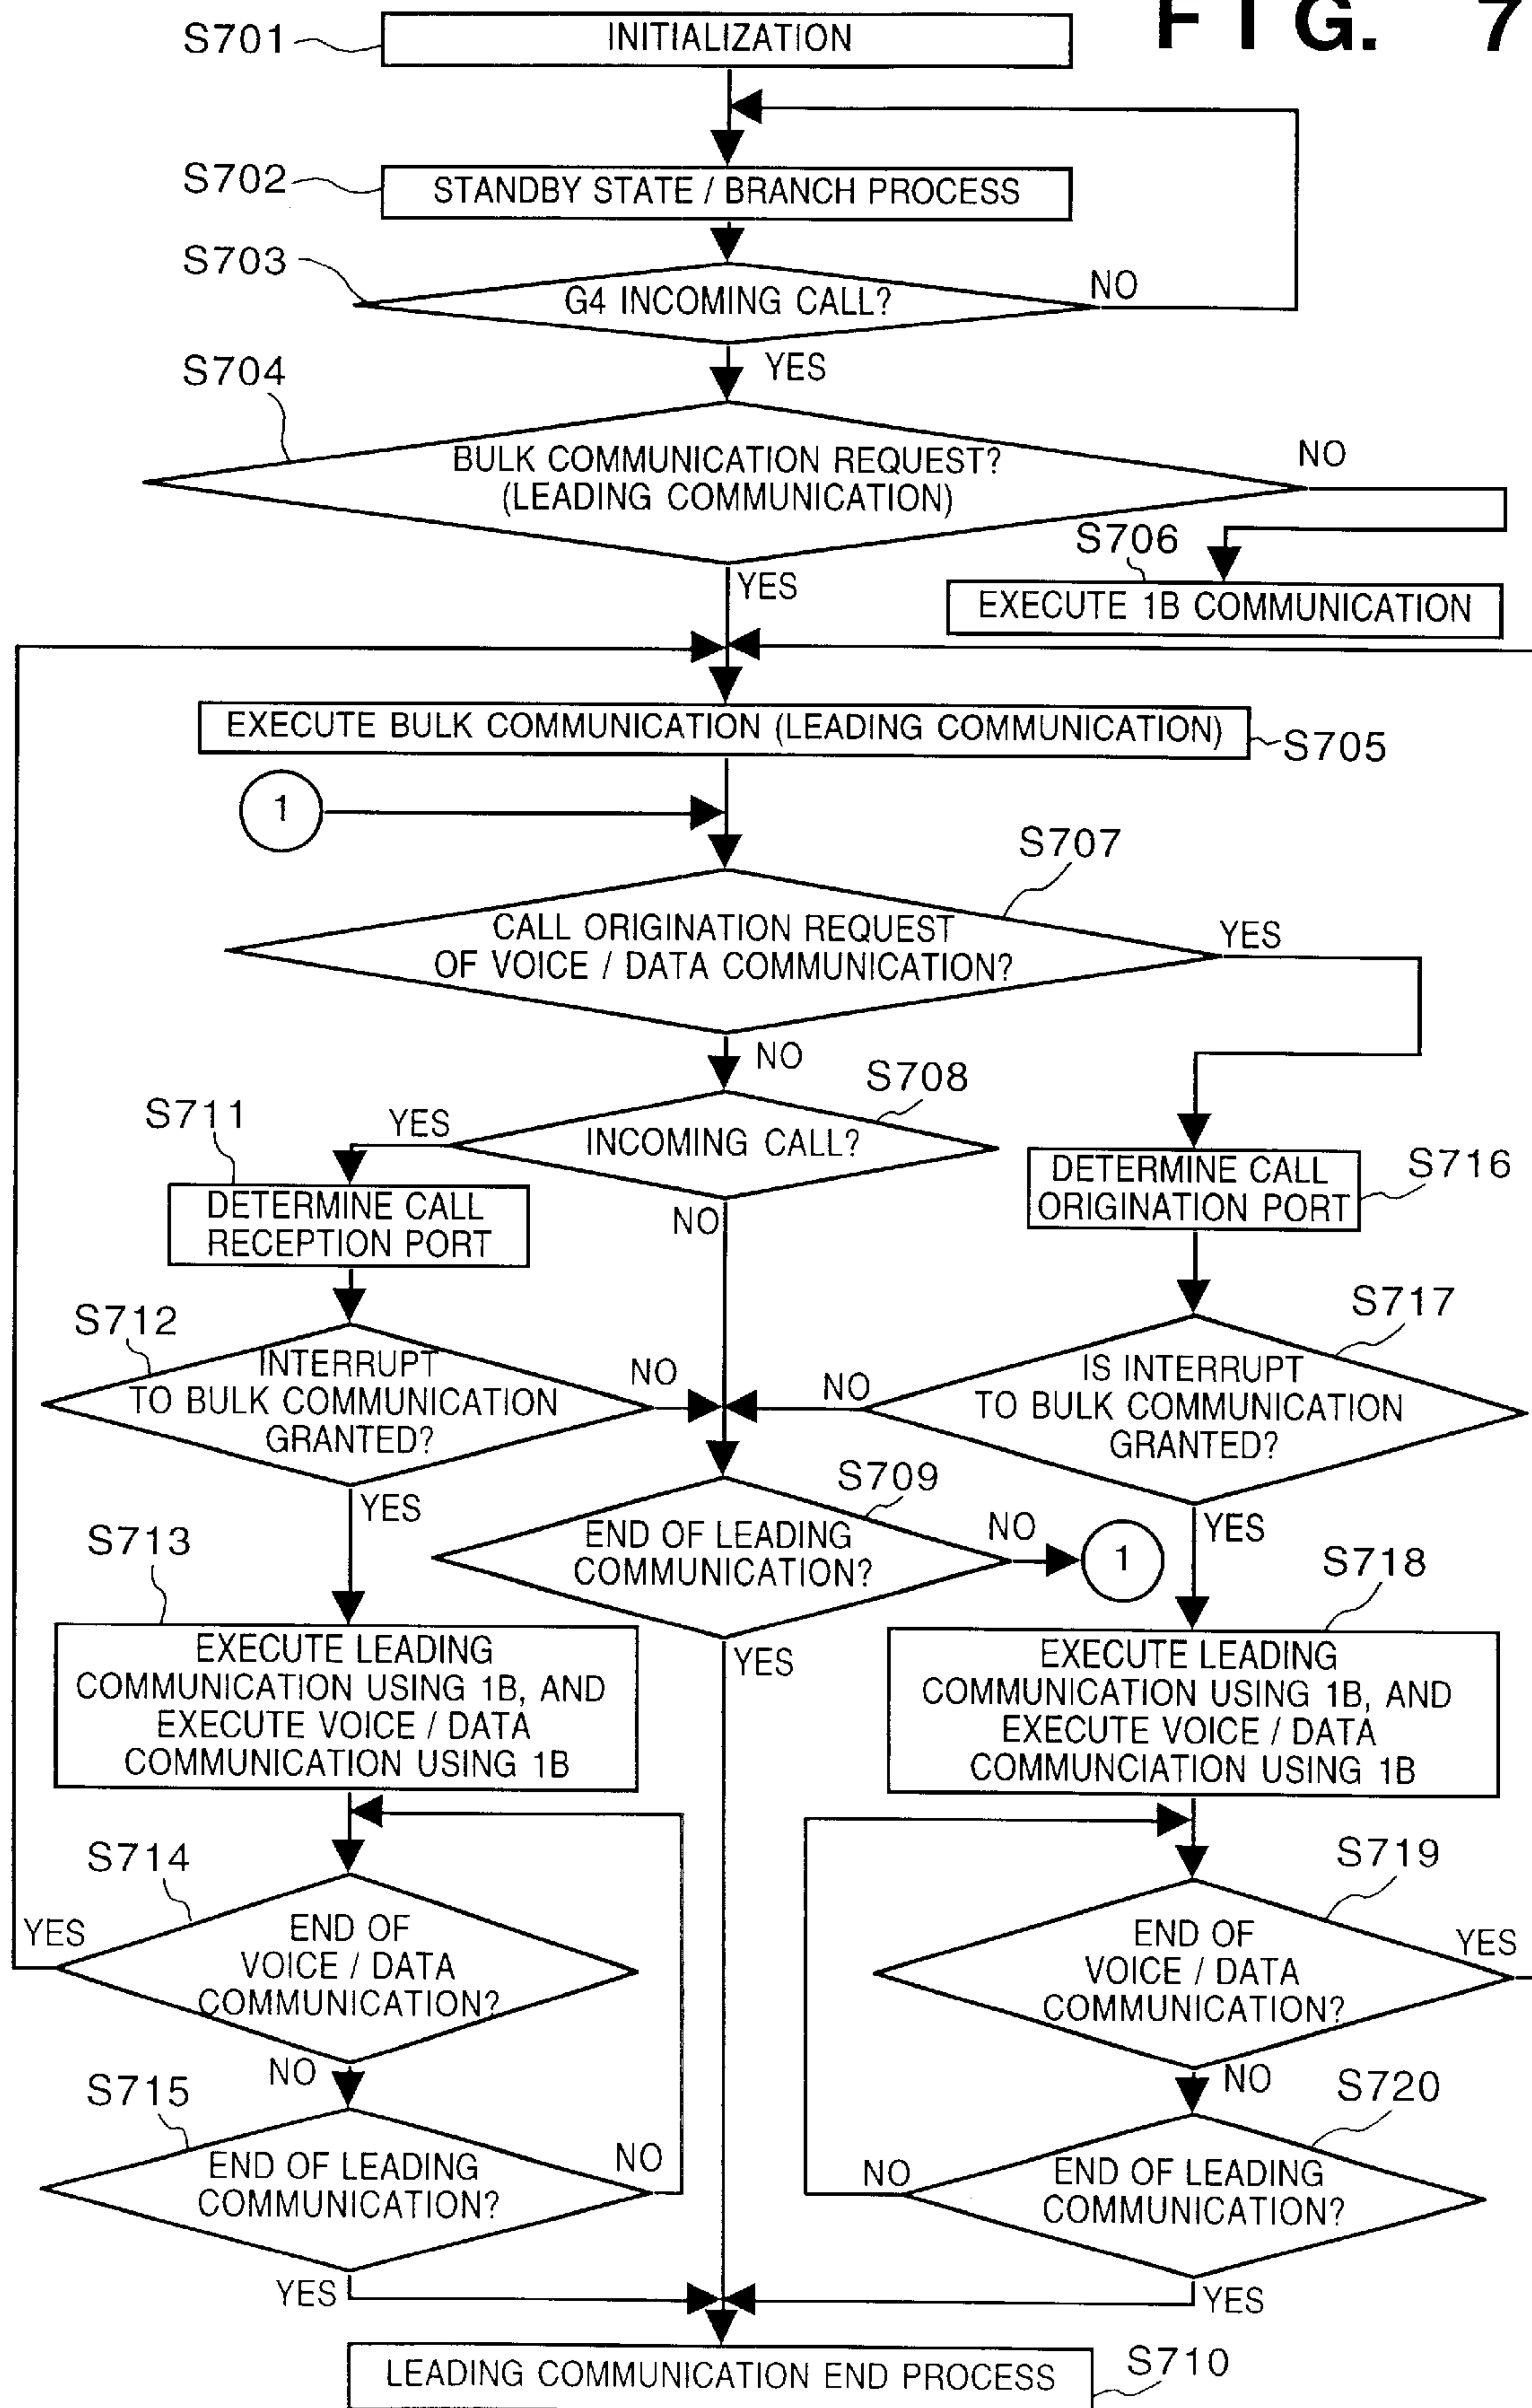 FIG. 7
S701
INITIALIZATION
S702
STANDBY STATE / BRANCH PROCESS
S703
G4 INCOMING CALL?
NO
YES
S704
BULK COMMUNICATION REQUEST?
(LEADING COMMUNICATION)
NO
YES
S706
EXECUTE 1B COMMUNICATION
EXECUTE BULK COMMUNICATION (LEADING COMMUNICATION)
S705
1
S707
CALL ORIGINATION REQUEST
OF VOICE / DATA COMMUNICATION?
YES
NO
S708
INCOMING CALL?
YES
NO
S711
DETERMINE CALL
RECEPTION PORT
S716
DETERMINE CALL
ORIGINATION PORT
S712
INTERRUPT
TO BULK COMMUNICATION
GRANTED?
NO
YES
S717
IS INTERRUPT
TO BULK COMMUNICATION
GRANTED?
NO
YES
S709
END OF LEADING
COMMUNICATION?
NO
1
YES
S713
EXECUTE LEADING
COMMUNICATION USING 1B, AND
EXECUTE VOICE / DATA
COMMUNICATION USING 1B
S718
EXECUTE LEADING
COMMUNICATION USING 1B, AND
EXECUTE VOICE / DATA
COMMUNCIATION USING 1B
S714
END OF
VOICE / DATA
COMMUNICATION?
YES
NO
S719
END OF
VOICE / DATA
COMMUNICATION?
YES
NO
S715
END OF LEADING
COMMUNICATION?
NO
YES
S720
END OF LEADING
COMMUNICATION?
NO
YES
LEADING COMMUNICATION END PROCESS
S710